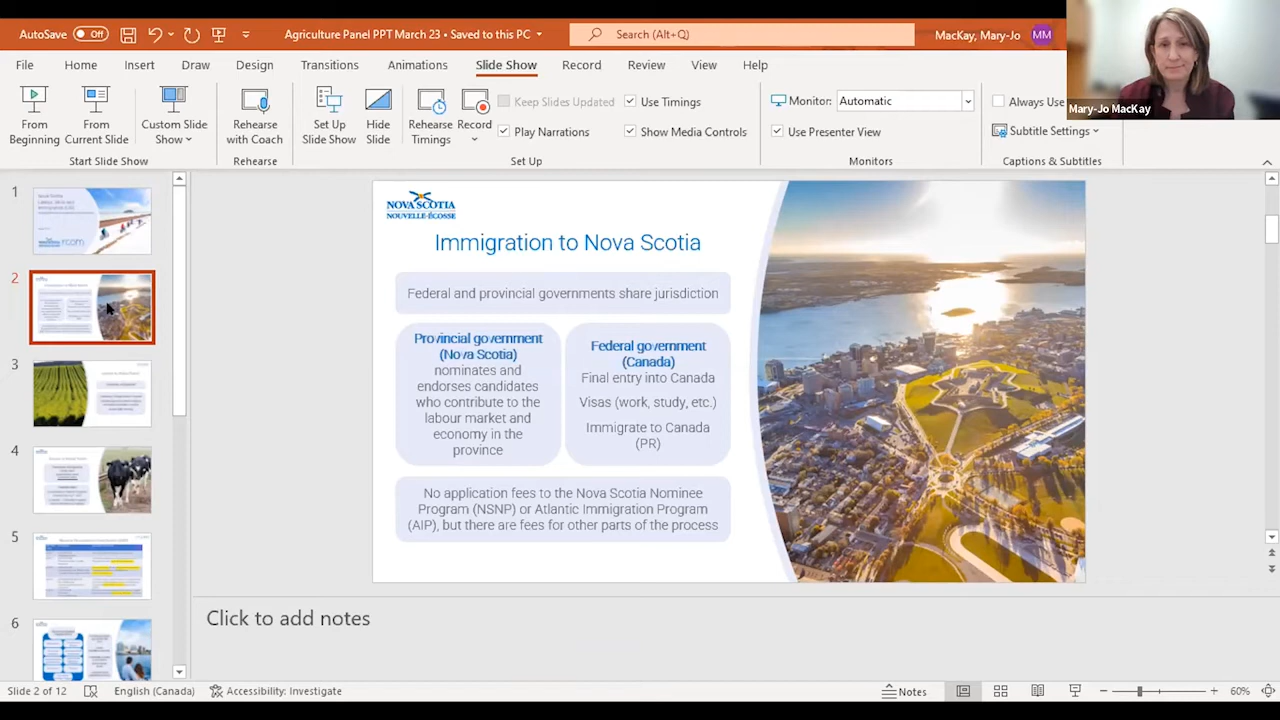 AutoSave Off
Agriculture Panel PPT March 23 • Saved to this PC
Search (Alt+Q)
MacKay, Mary-Jo MM
File Home Insert Draw Design Transitions Animations Slide Show Record Review View Help
From Beginning
From Current Slide
Custom Slide Show
Start Slide Show
Rehearse with Coach
Rehearse
Set Up Slide Show
Hide Slide
Rehearse Timings
Record
Keep Slides Updated
Play Narrations
Use Timings
Show Media Controls
Set Up
Monitor: Automatic
Use Presenter View
Monitors
Always Use
Subtitle Settings
Captions & Subtitles
Mary-Jo MacKay
1
2
3
4
5
6
NOVA SCOTIA
NOUVELLE-ÉCOSSE
Immigration to Nova Scotia
Federal and provincial governments share jurisdiction
Provincial government
(Nova Scotia)
nominates and
endorses candidates
who contribute to the
labour market and
economy in the
province
Federal government
(Canada)
Final entry into Canada
Visas (work, study, etc.)
Immigrate to Canada
(PR)
No application fees to the Nova Scotia Nominee
Program (NSNP) or Atlantic Immigration Program
(AIP), but there are fees for other parts of the process
Click to add notes
Slide 2 of 12 English (Canada) Accessibility: Investigate Notes 60%